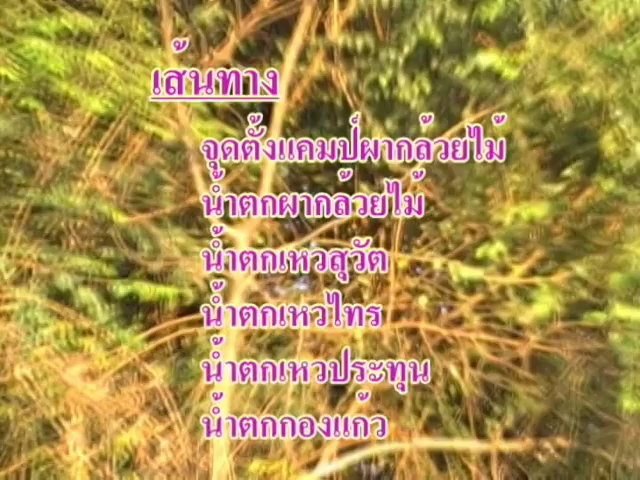 เส้นทาง
จุดตั้งแคมป์ผากล้วยไม้
น้ำตกผากล้วยไม้
น้ำตกเหวสุวัต
น้ำตกเหวไทร
น้ำตกเหวประทุน
น้ำตกกองแก้ว